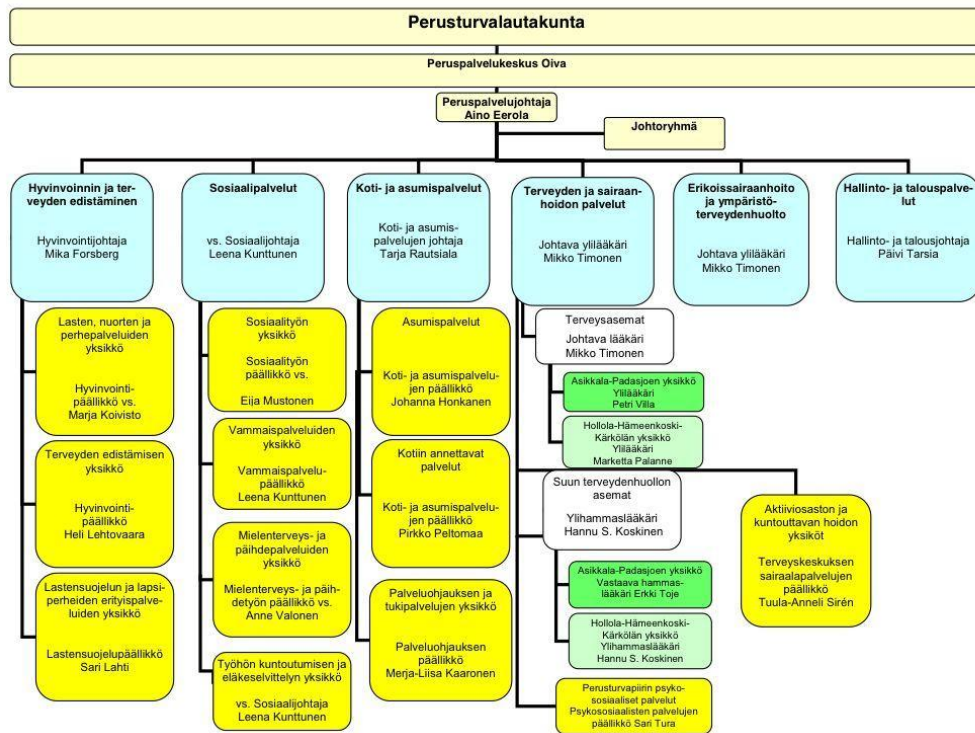 Perusturvalautakunta
Peruspalvelukeskus Oiva
Peruspalvelujohtaja
Aino Eerola
Johtoryhmä
Hyvinvoinnin ja ter-
veyden edistäminen
Hyvinvointijohtaja
Mika Forsberg
Sosiaalipalvelut
vs. Sosiaalijohtaja
Leena Kunttunen
Koti- ja asumispalvelut
Koti- ja asumis-
palvelujen johtaja
Tarja Rautsiala
Terveyden ja sairaan-
hoidon palvelut
Johtava ylilääkäri
Mikko Timonen
Erikoissairaanhoito
ja ympäristö-
terveydenhuolto
Johtava ylilääkäri
Mikko Timonen
Hallinto- ja talouspalve-
lut
Hallinto- ja talousjohtaja
Päivi Tarsia
Lasten, nuorten ja
perhepalveluiden
yksikkö
Hyvinvointi-
päällikkö vs.
Marja Koivisto
Terveyden edistämisen
yksikkö
Hyvinvointi-
päällikkö
Heli Lehtovaara
Lastensuojelun ja lapsi-
perheiden erityispalve-
luiden yksikkö
Lastensuojelupäällikkö
Sari Lahti
Sosiaalityön
yksikkö
Sosiaalityön
päällikkö vs.
Eija Mustonen
Vammaispalveluiden
yksikkö
Vammaispalvelu-
päällikkö
Leena Kunttunen
Mielenterveys- ja
päihdepalveluiden
yksikkö
Mielenterveys- ja päih-
detyön päällikkö vs.
Anne Valonen
Työhön kuntoutumisen ja
eläkeselvittelyn yksikkö
vs. Sosiaalijohtaja
Leena Kunttunen
Asumispalvelut
Koti- ja asumispalvelu-
jen päällikkö
Johanna Honkanen
Kotiin annettavat
palvelut
Koti- ja asumispalvelu-
jen päällikkö
Pirkko Peltomaa
Palveluohjauksen ja
tukipalvelujen yksikkö
Palveluohjauksen
päällikkö
Merja-Liisa Kaaronen
Terveysasemat
Johtava lääkäri
Mikko Timonen
Asikkala-Padasjoen yksikkö
Ylilääkäri
Petri Villa
Hollola-Hämeenkoski-
Kärkölän yksikkö
Ylilääkäri
Marketta Palanne
Suun terveydenhuollon
asemat
Ylihammaslääkäri
Hannu S. Koskinen
Asikkala-Padasjoen yksikkö
Vastaava hammas-
lääkäri Erkki Toje
Hollola-Hämeenkoski-
Kärkölän yksikkö
Ylihammaslääkäri
Hannu S. Koskinen
Perusturvapiirin psyko-
sosiaaliset palvelut
Psykososiaalisten palvelujen
päällikkö Sari Tura
Aktiiviosaston ja
kuntouttavan hoidon
yksiköt
Terveyskeskuksen
sairaalapalvelujen
päällikkö
Tuula-Anneli Sirén